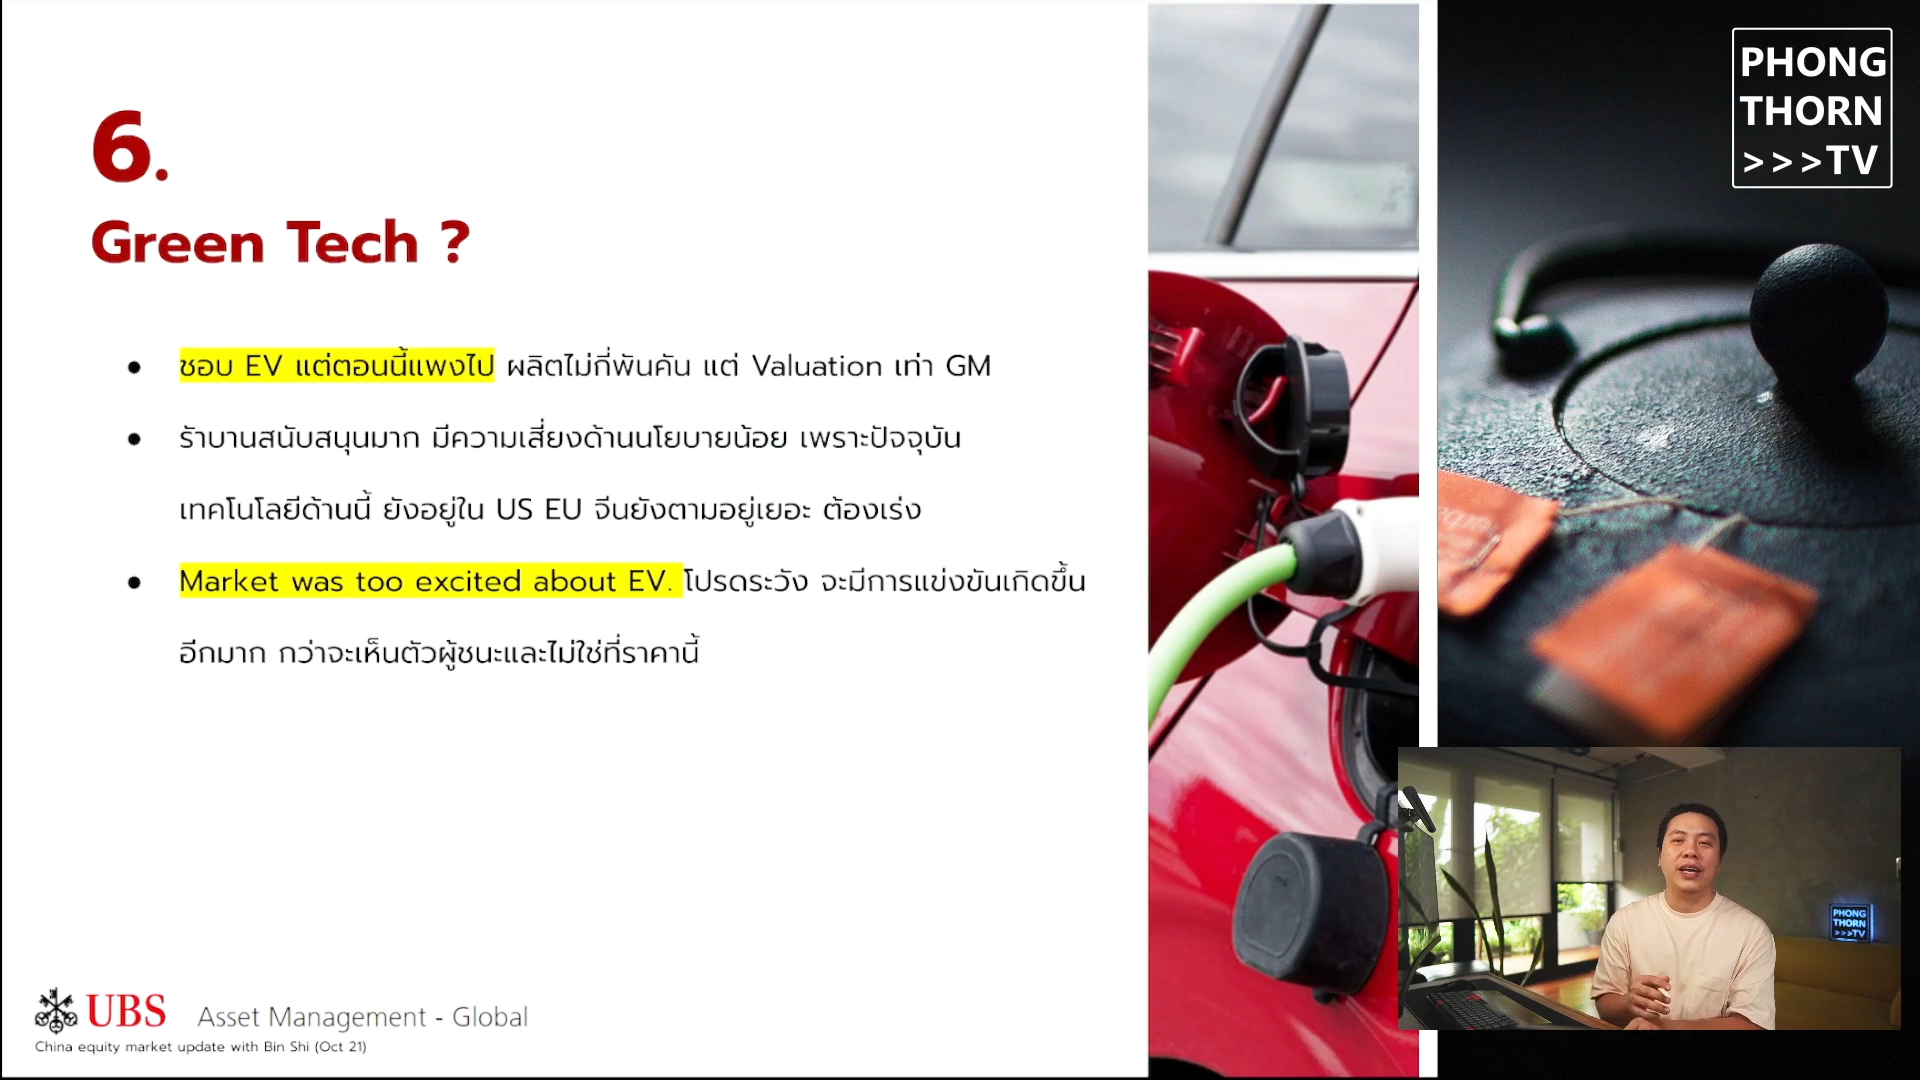 6.
Green Tech ?
● ชอบ EV แต่ตอนนี้แพงไป ผลิตไม่กี่พันคัน แต่ Valuation เท่า GM
● รัาบานสนับสนุนมาก มีความเสี่ยงด้านนโยบายน้อย เพราะปัจจุบัน
เทคโนโลยีด้านนี้ ยังอยู่ใน US EU จีนยังตามอยู่เยอะ ต้องเร่ง
● Market was too excited about EV. โปรดระวัง จะมีการแข่งขันเกิดขึ้น
อีกมาก กว่าจะเห็นตัวผู้ชนะและไม่ใช่ที่ราคานี้
UBS Asset Management - Global
China equity market update with Bin Shi (Oct 21)
PHONG
THORN
>>>TV
PHONG
THORN
>>>TV